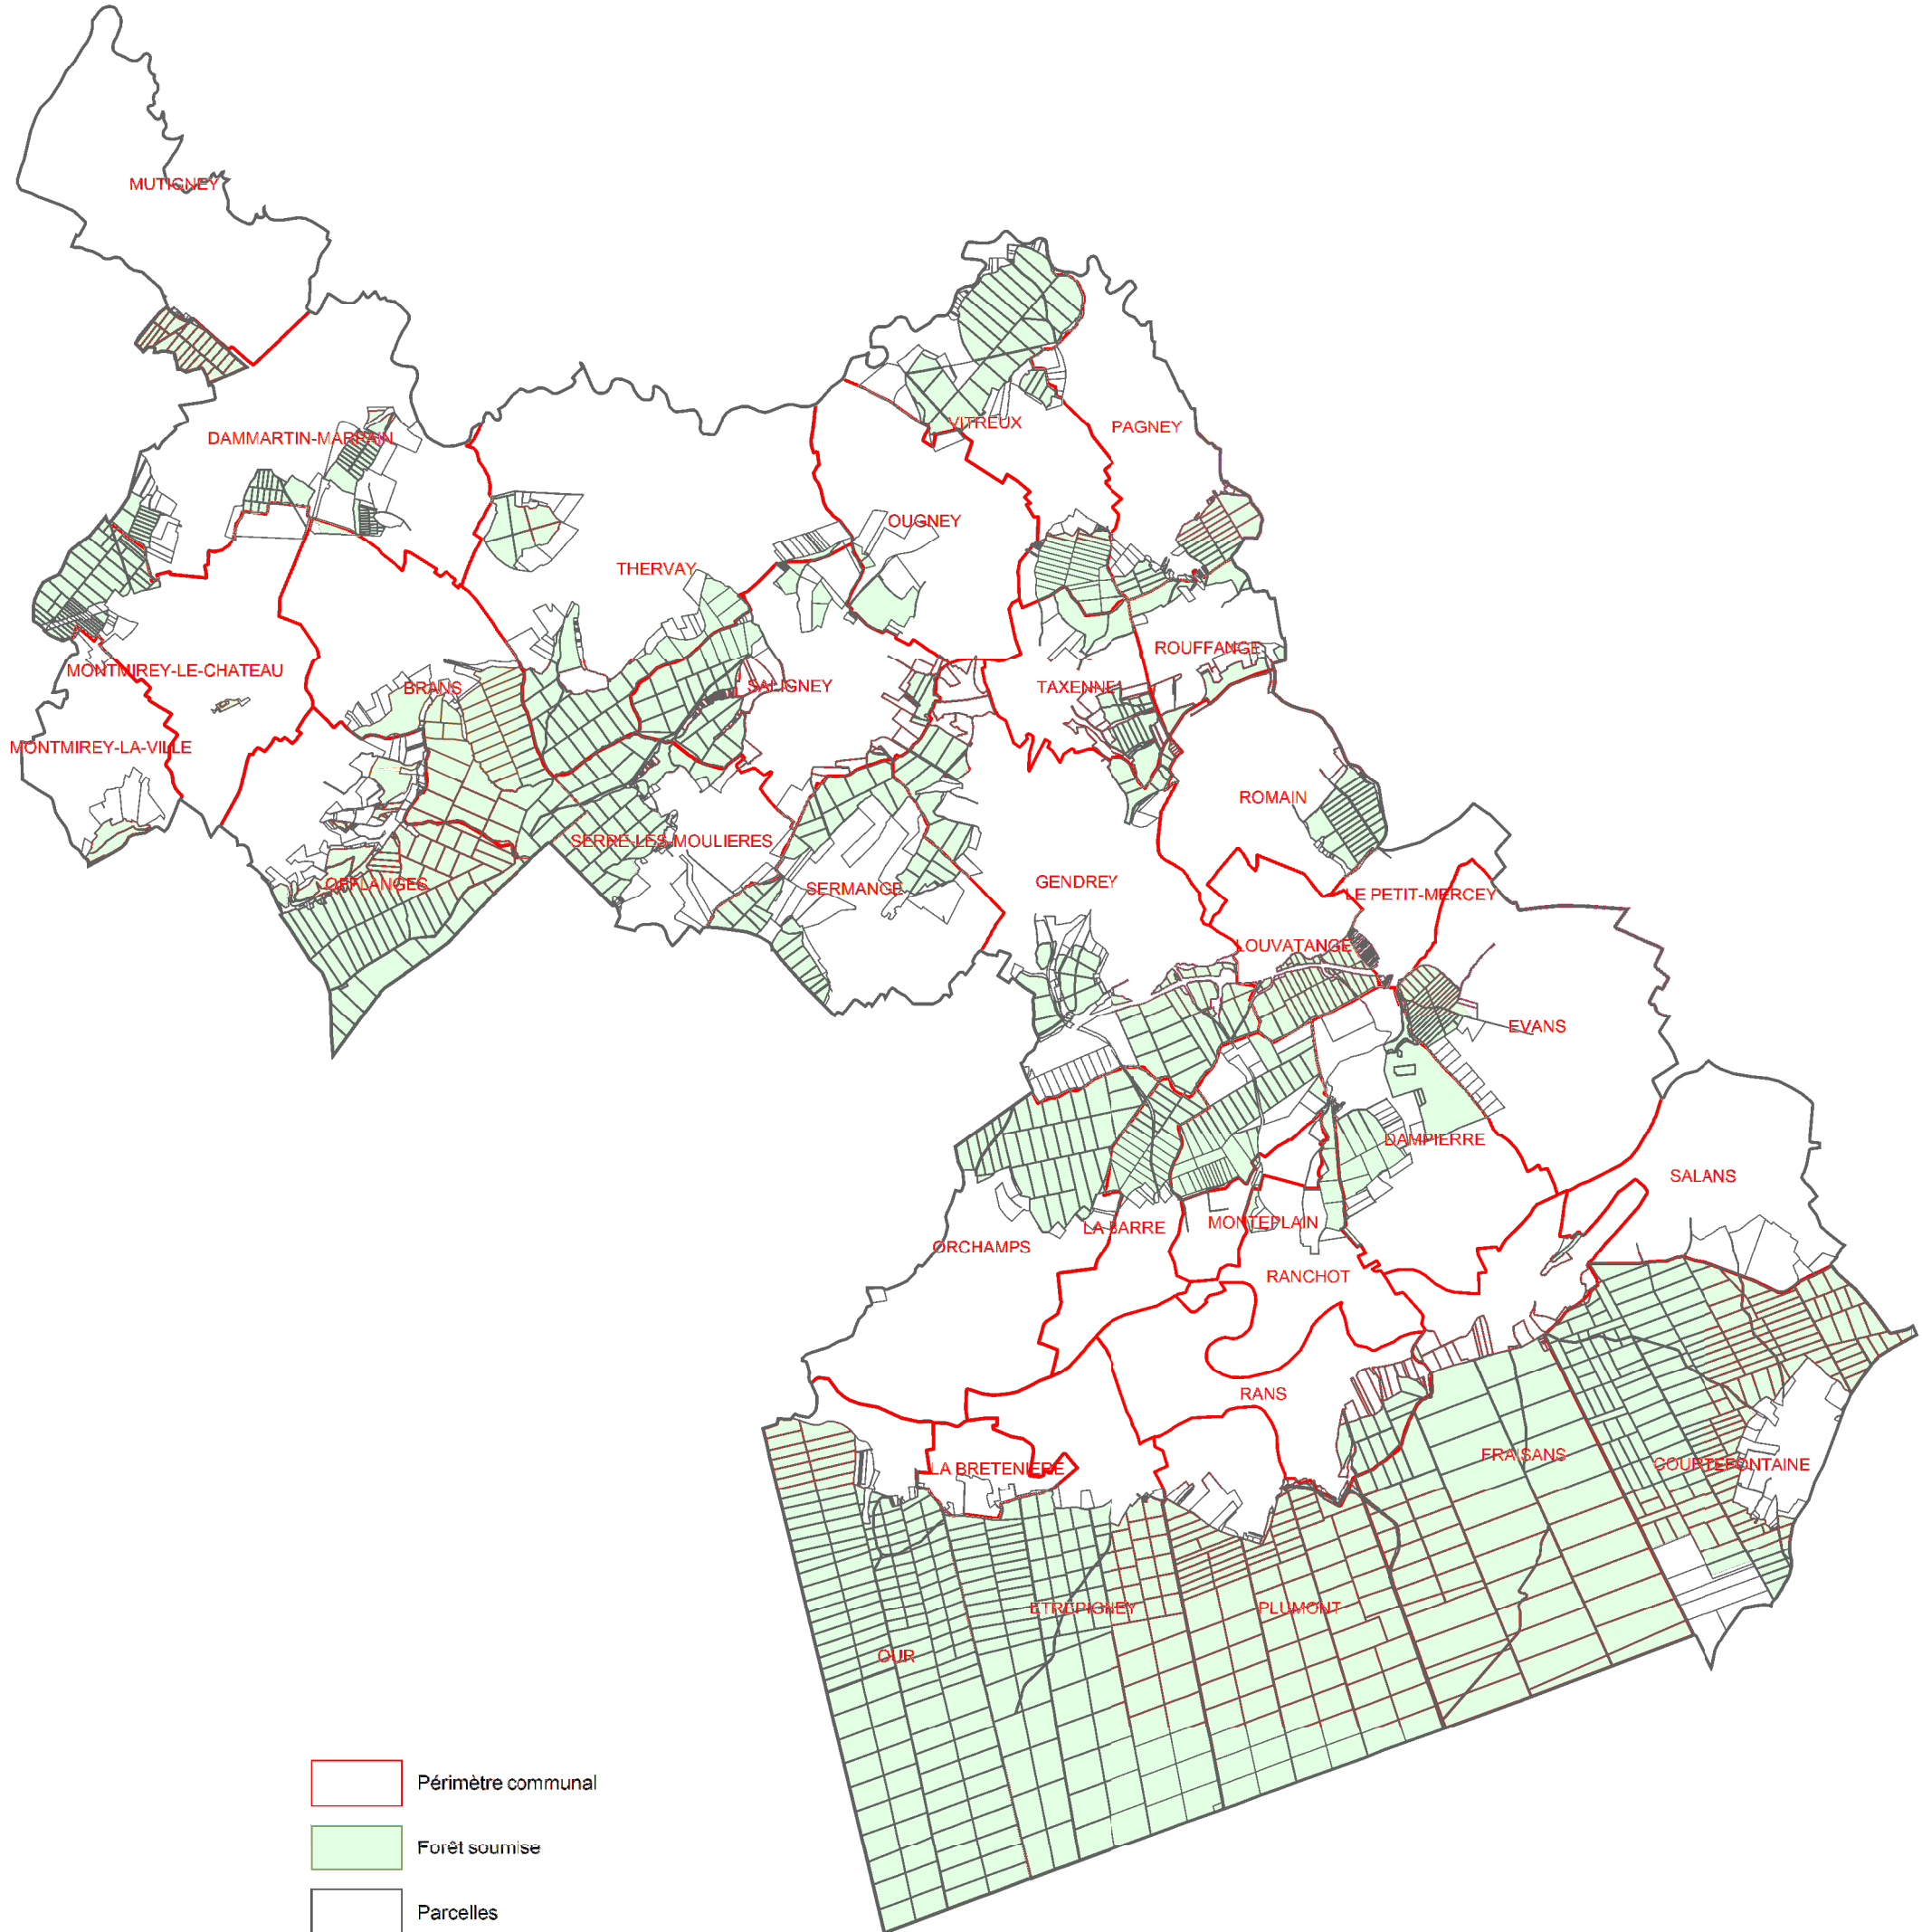 MUTIGNEY
DAMMARTIN-MARPAIN
VITREUX
PAGNEY
OUGNEY
THERVAY
ROUFFANGE
MONTMIREY-LE-CHATEAU
BRANS
SALIGNEY
TAXENNE
MONTMIREY-LA-VILLE
ROMAIN
SERRE-LES-MOULIERES
OFFLANGES
SERMANGE
GENDREY
LE PETIT-MERCEY
LOUVATANGE
EVANS
DAMPIERRE
SALANS
LA BARRE
MONTEPLAIN
ORCHAMPS
RANCHOT
RANS
FRAISANS
COURTEFONTAINE
LA BRETENIERE
ETREPIGNEY
PLUMONT
OUR
Périmètre communal
Forêt soumise
Parcelles